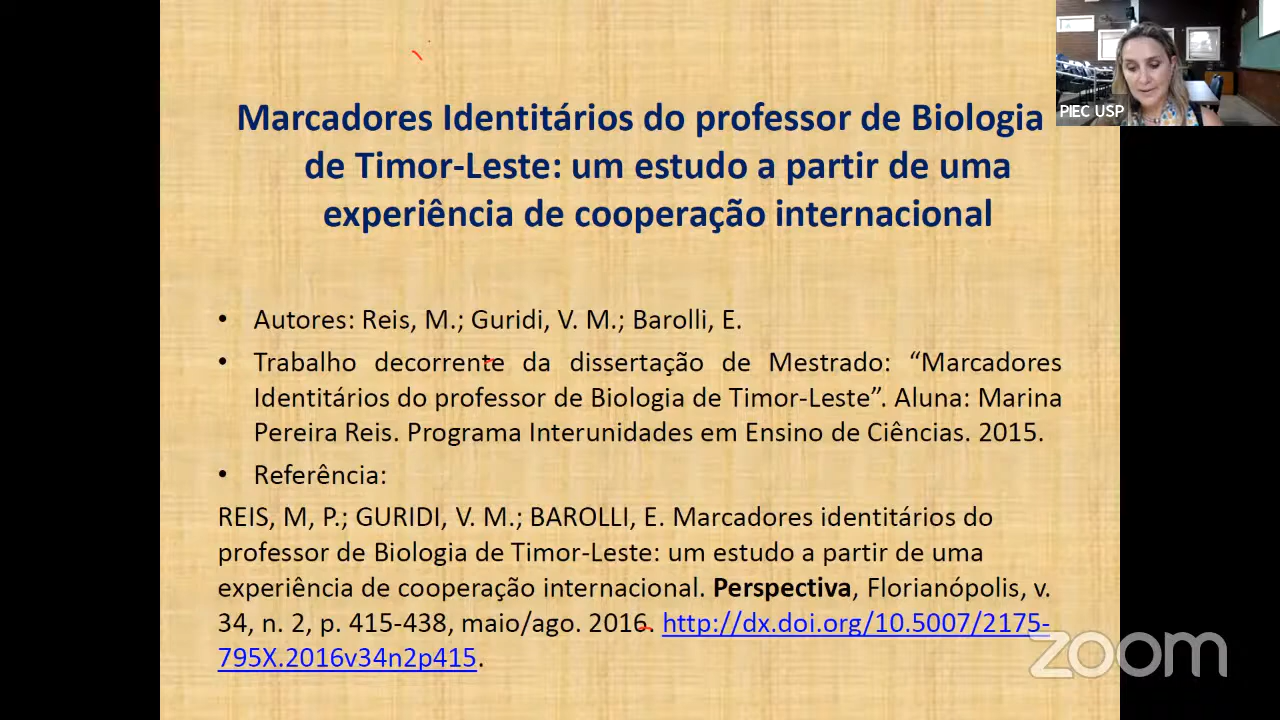 Marcadores Identitários do professor de Biologia
de Timor-Leste: um estudo a partir de uma
experiência de cooperação internacional
PIEC USP
• Autores: Reis, M.; Guridi, V. M.; Barolli, E.
• Trabalho decorrente da dissertação de Mestrado: “Marcadores
Identitários do professor de Biologia de Timor-Leste”. Aluna: Marina
Pereira Reis. Programa Interunidades em Ensino de Ciências. 2015.
• Referência:
REIS, M, P.; GURIDI, V. M.; BAROLLI, E. Marcadores identitários do
professor de Biologia de Timor-Leste: um estudo a partir de uma
experiência de cooperação internacional. Perspectiva, Florianópolis, v.
34, n. 2, p. 415-438, maio/ago. 2016. http://dx.doi.org/10.5007/2175-
795X.2016v34n2p415.
zoom